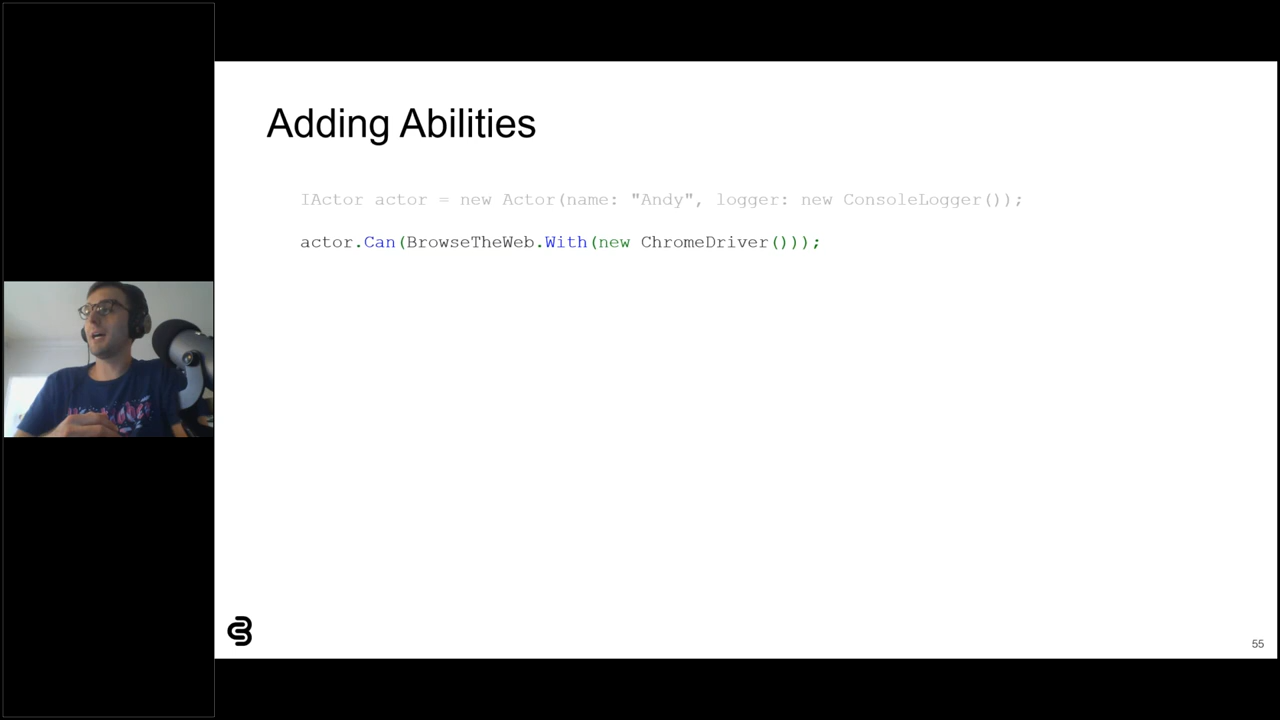 Adding Abilities
IActor actor = new Actor(name: "Andy", logger: new ConsoleLogger());
actor.Can(BrowseTheWeb.With(new ChromeDriver()));
55